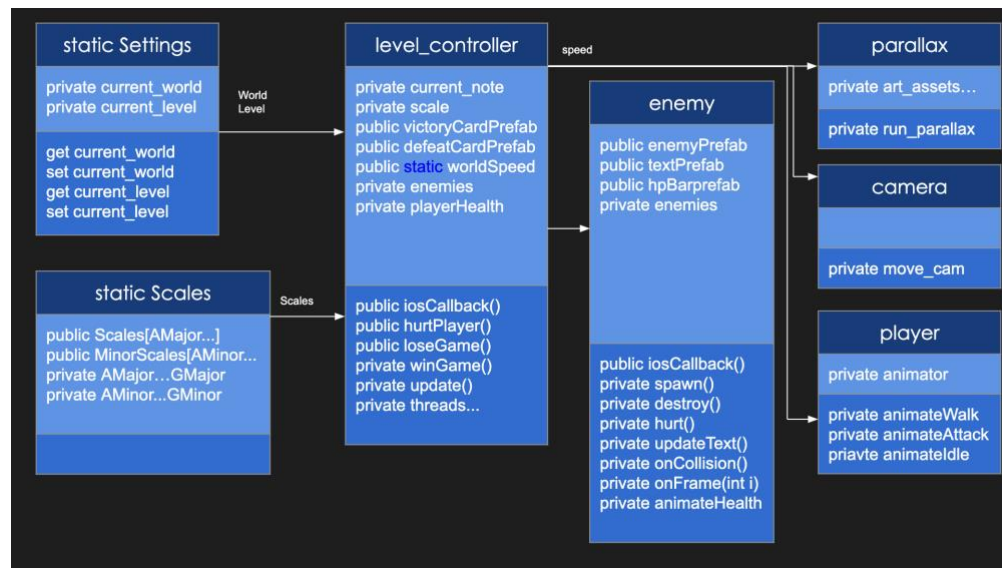 static Settings
private current_world
private current_level
get current_world
set current_world
get current_level
set current_level
World
Level
static Scales
public Scales[AMajor...]
public MinorScales[AMinor...
private AMajor...GMajor
private AMinor...GMinor
Scales
level_controller
private current_note
private scale
public victoryCardPrefab
public defeatCardPrefab
public static worldSpeed
private enemies
private playerHealth
public iosCallback()
public hurtPlayer()
public loseGame()
private winGame()
private update()
private threads...
speed
enemy
public enemyPrefab
public textPrefab
public hpBarprefab
private enemies
public iosCallback()
private spawn()
private destroy()
private hurt()
private updateText()
private onCollision()
private onFrame(int i)
private animateHealth
parallax
private art_assets...
private run_parallax
camera
private move_cam
player
private animator
private animateWalk
private animateAttack
priavte animateIdle